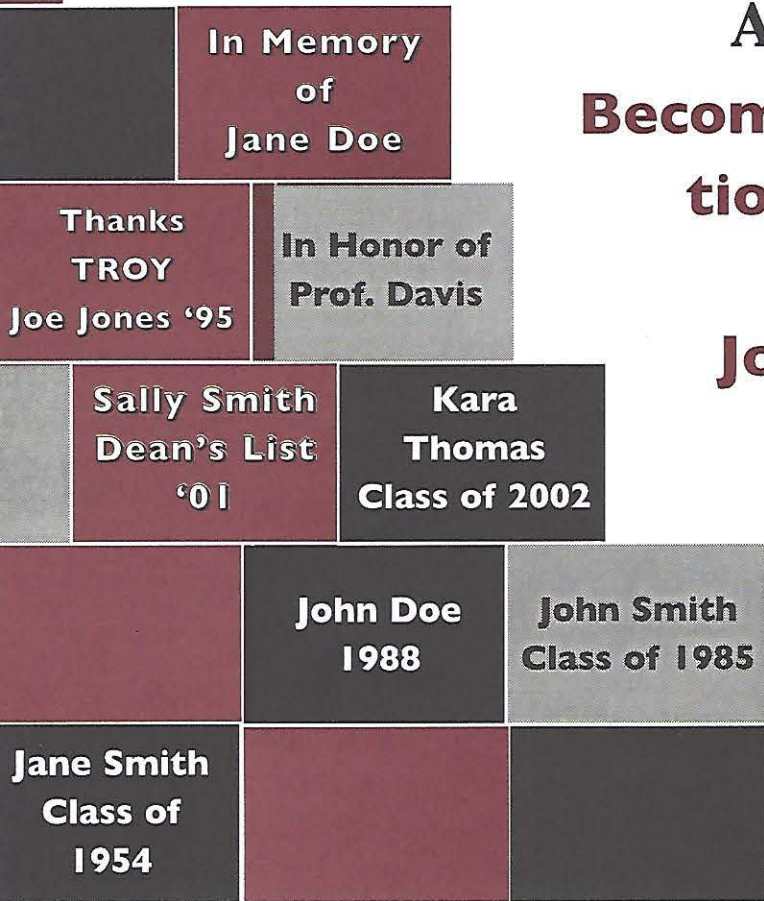 In Memory
of
Jane Doe
Thanks
TROY
Joe Jones ‘95
In Honor of
Prof. Davis
Sally Smith
Dean’s List
‘01
Kara
Thomas
Class of 2002
John Doe
1988
John Smith
Class of 1985
Jane Smith
Class of
1954
A
Becom
tio
Jo